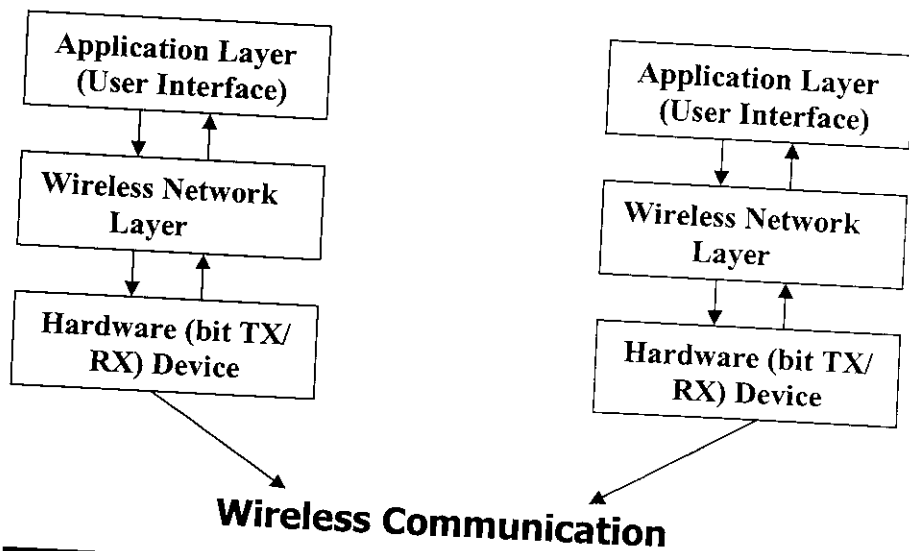 Application Layer
(User Interface)
Wireless Network
Layer
Hardware (bit TX/
RX) Device
Application Layer
(User Interface)
Wireless Network
Layer
Hardware (bit TX/
RX) Device
Wireless Communication